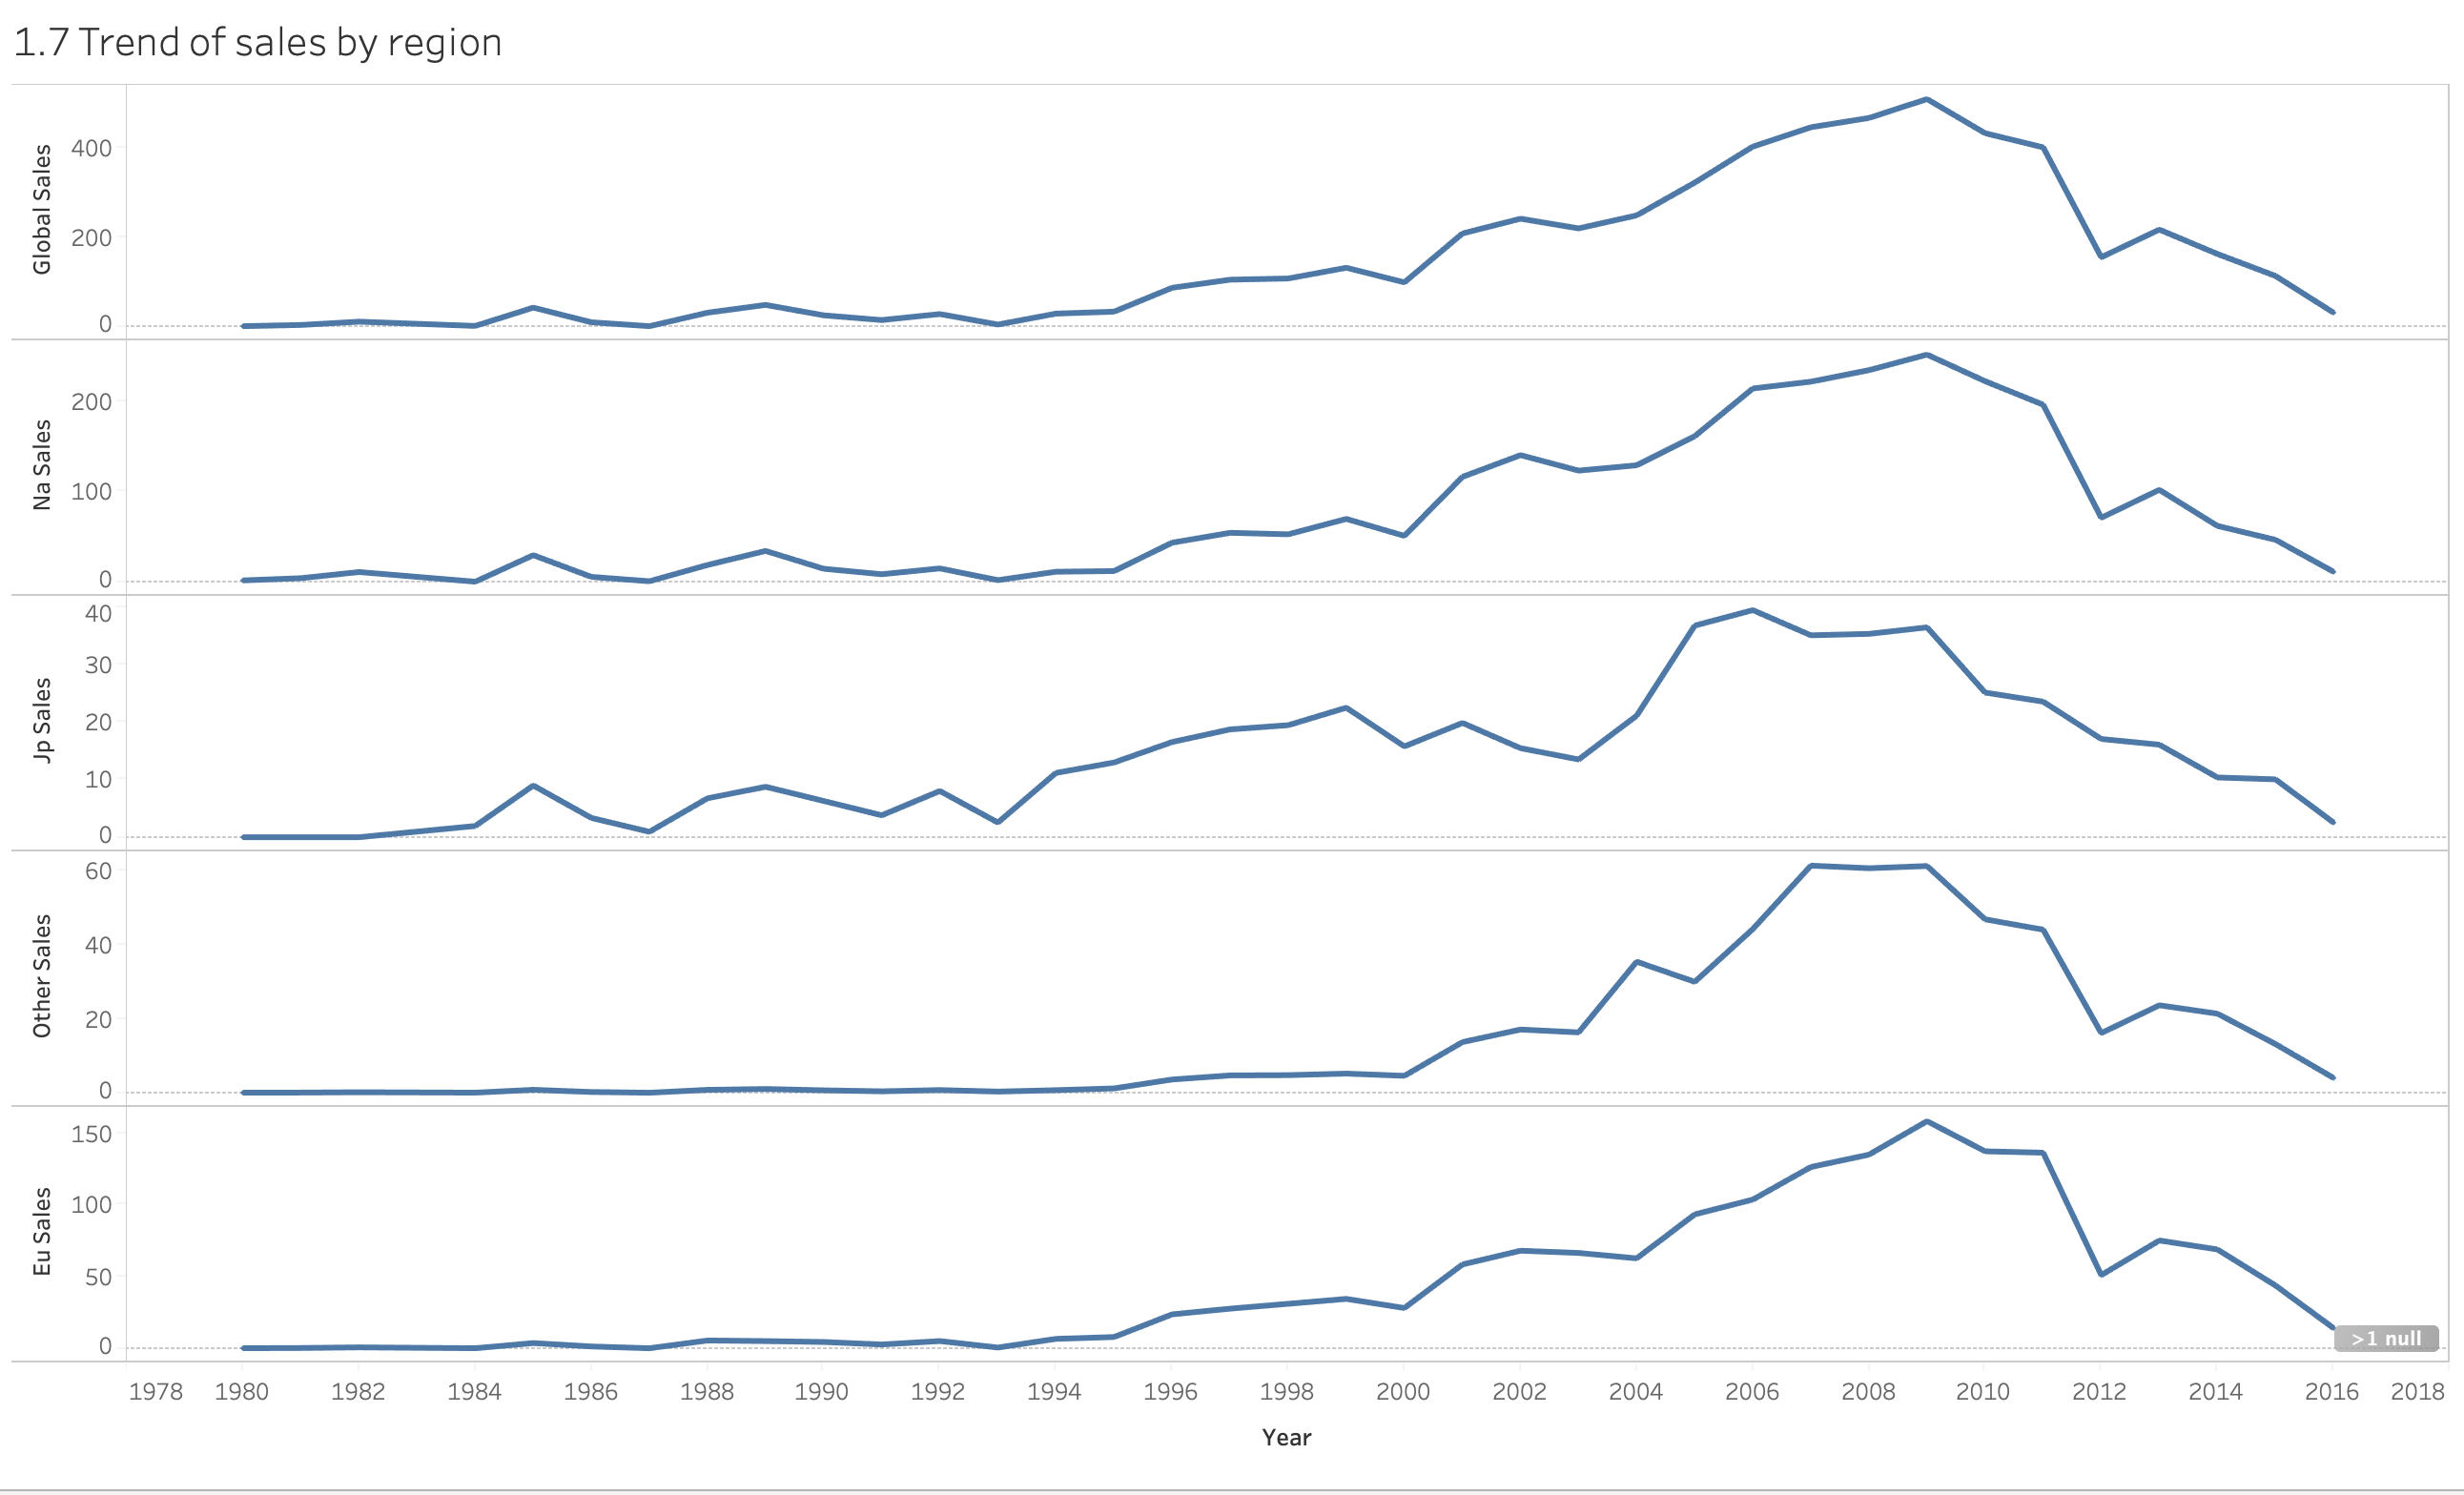 1.7 Trend of sales by region
Global Sales
400
200
0
Na Sales
200
100
0
Jp Sales
40
30
20
10
0
Other Sales
60
40
20
0
Eu Sales
150
100
50
0
>1 null
1978 1980 1982 1984 1986 1988 1990 1992 1994 1996 1998 2000 2002 2004 2006 2008 2010 2012 2014 2016 2018
Year